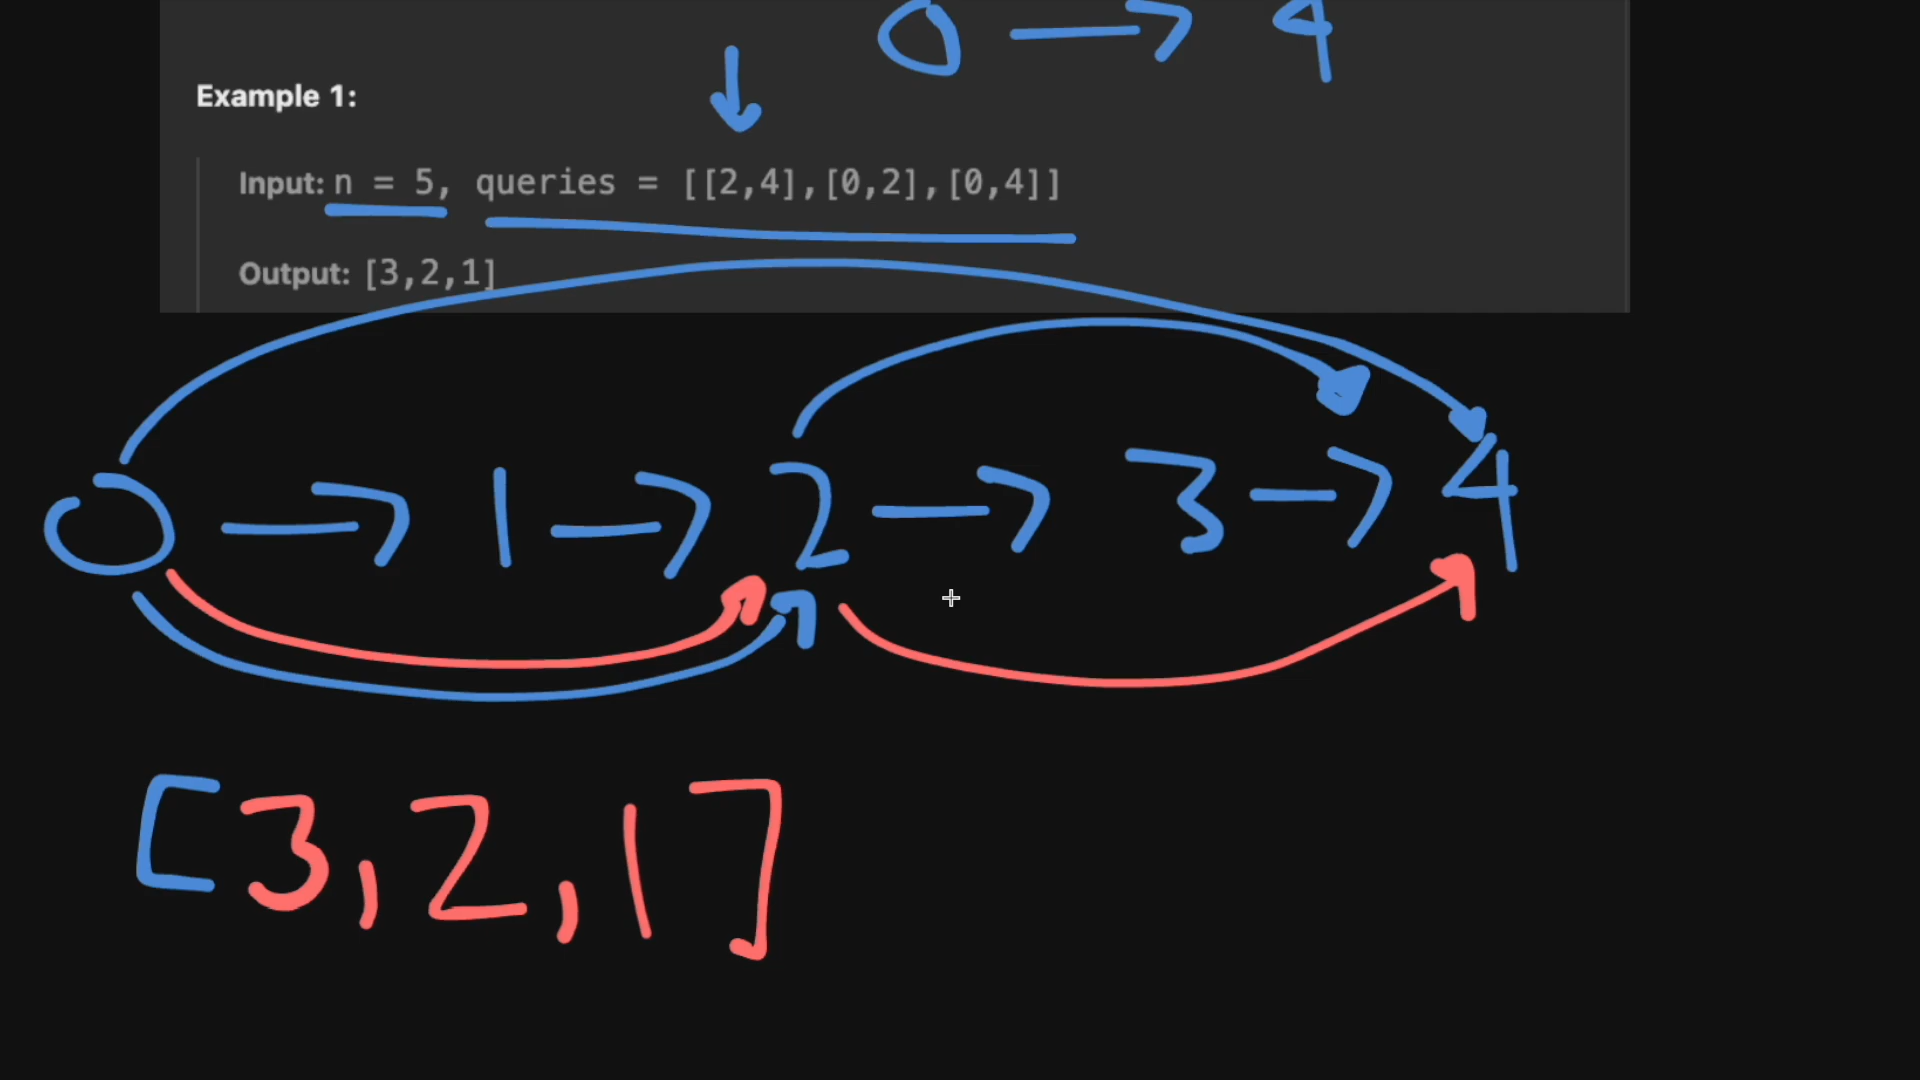 0 → 4
Example 1:
Input: n = 5, queries = [[2,4],[0,2],[0,4]]
Output: [3,2,1]
0 → 1 → 2 → 3 → 4
[3,2,1]